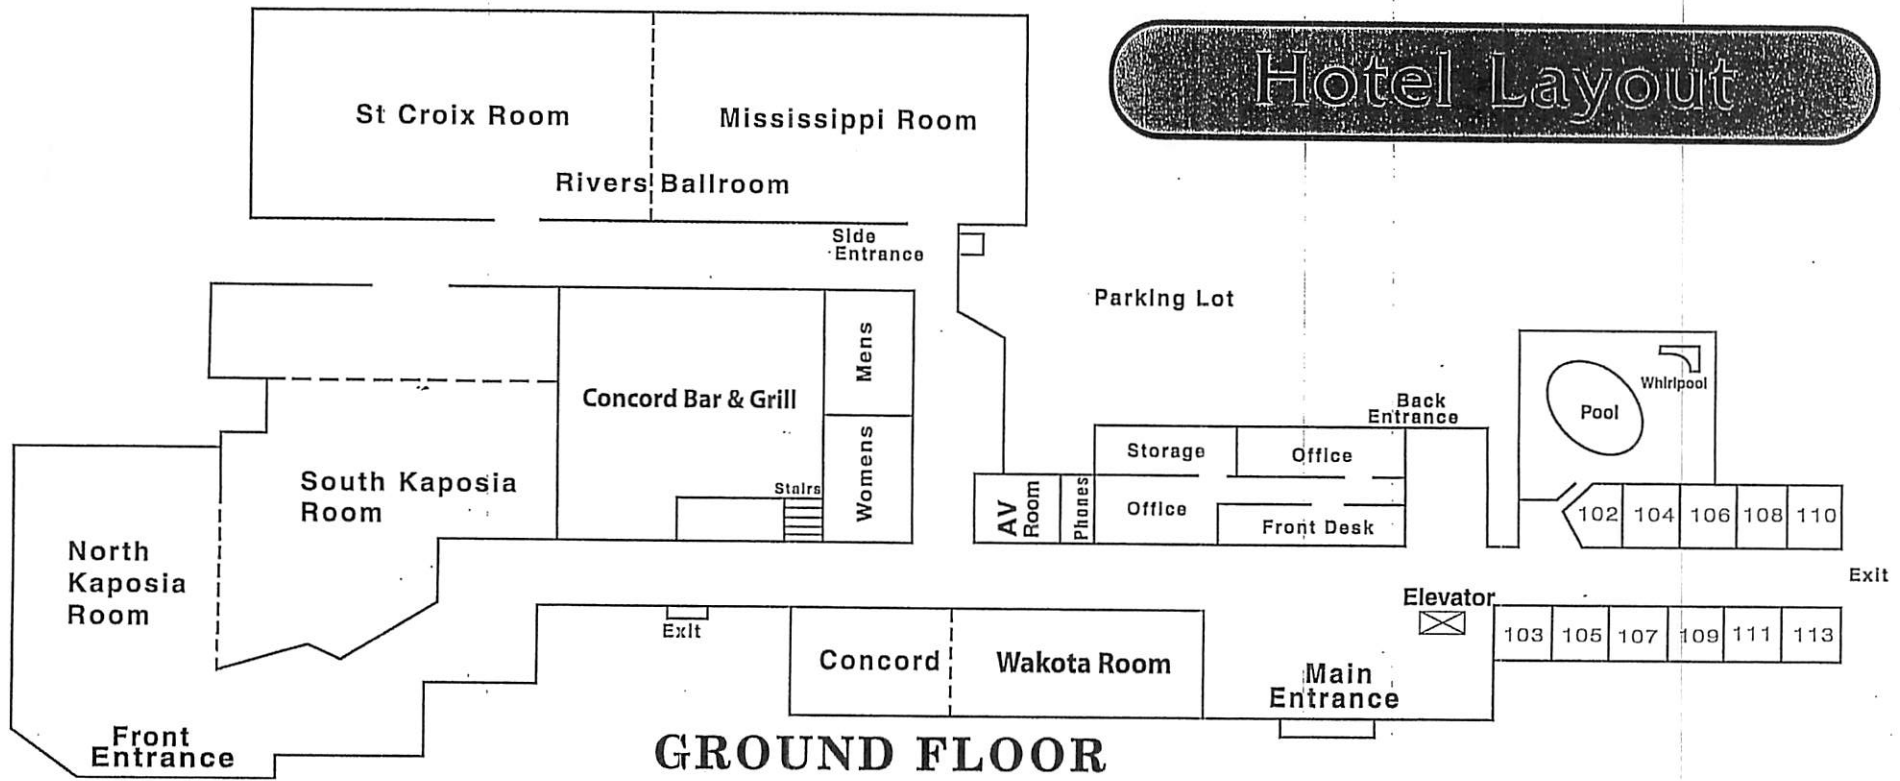 Hotel Layout
St Croix Room
Mississippi Room
Rivers Ballroom
Side
Entrance
Parking Lot
Mens
Womens
Concord Bar & Grill
Stairs
South Kaposia
Room
North
Kaposia
Room
Front
Entrance
AV
Room
Phones
Storage
Office
Office
Front Desk
Back
Entrance
Whirlpool
Pool
102
104
106
108
110
Exit
Elevator
103
105
107
109
111
113
Exit
Concord
Wakota Room
Main
Entrance
GROUND FLOOR